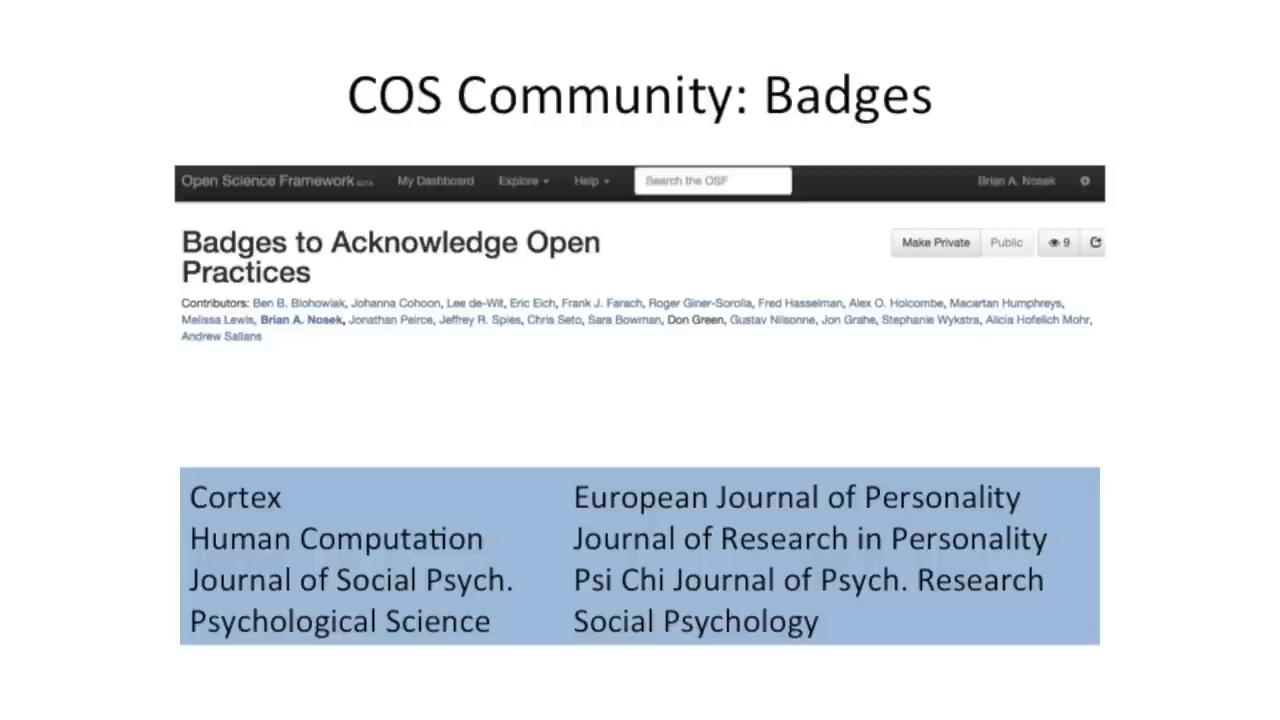 COS Community: Badges
Open Science Framework BETA My Dashboard Explore Help Search the OSF Brian A. Nosek
Badges to Acknowledge Open
Practices
Make Private Public 9
Contributors: Ben B. Blohowiak, Johanna Cohoon, Lee de-Wit, Eric Eich, Frank J. Farach, Roger Giner-Sorolla, Fred Hasselman, Alex O. Holcombe, Macartan Humphreys,
Melissa Lewis, Brian A. Nosek, Jonathan Peirce, Jeffrey R. Spies, Chris Seto, Sara Bowman, Don Green, Gustav Nilsonne, Jon Grahe, Stephanie Wykstra, Alicia Hofelich Mohr,
Andrew Sallans
Cortex
Human Computation
Journal of Social Psych.
Psychological Science
European Journal of Personality
Journal of Research in Personality
Psi Chi Journal of Psych. Research
Social Psychology